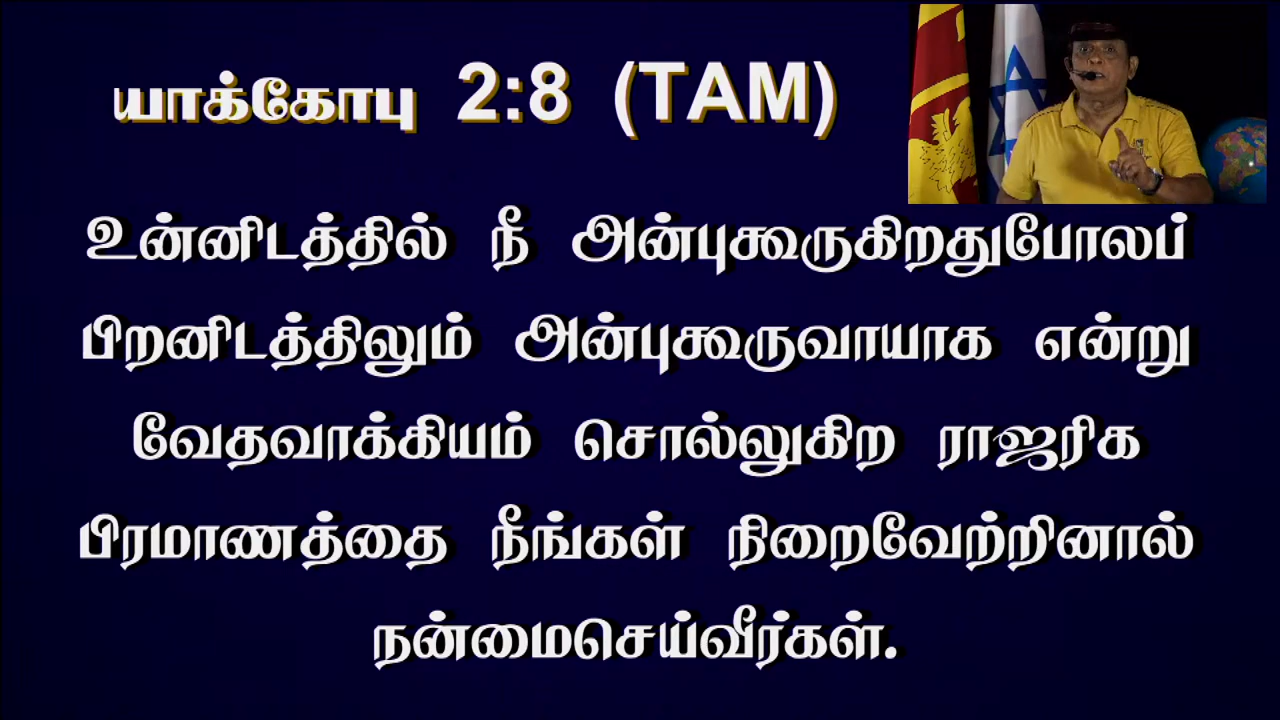 யாக்கோபு 2:8 (TAM)
உன்னிடத்தில் நீ அன்புகூருகிறதுபோலப்
பிறனிடத்திலும் அன்புகூருவாயாக என்று
வேதவாக்கியம் சொல்லுகிற ராஜரிக
பிரமாணத்தை நீங்கள் நிறைவேற்றினால்
நன்மைசெய்வீர்கள்.